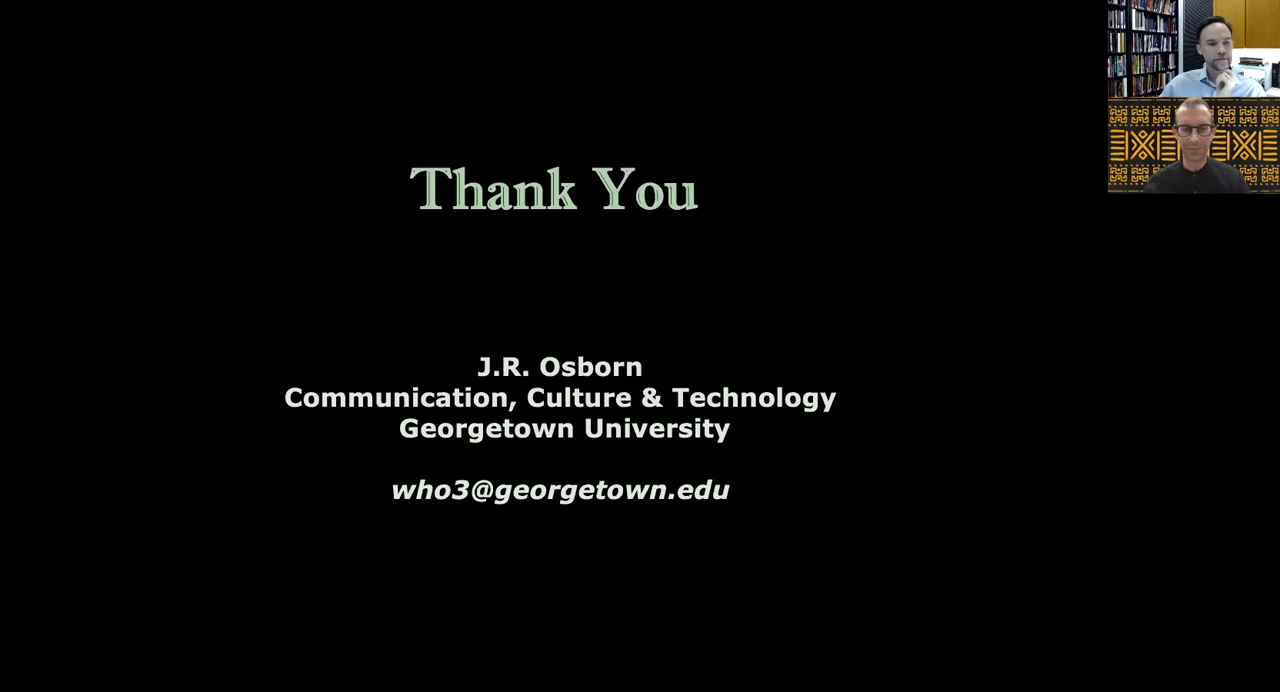 Thank You
J.R. Osborn
Communication, Culture & Technology
Georgetown University
who3@georgetown.edu